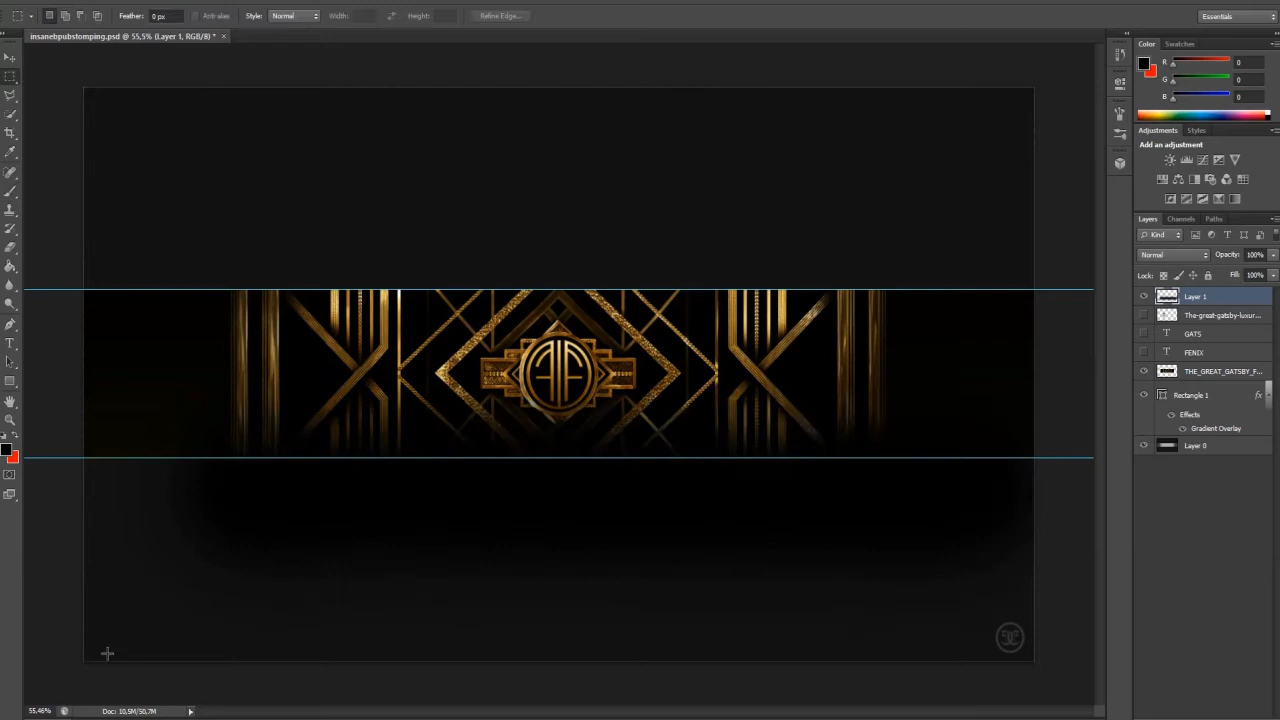 Feather: 0 px Anti-alias Style: Normal Width: Height: Refine Edge... Essentials
insanebpubstomping.psd @ 55,5% (Layer 1, RGB/8) * ×
Color Swatches
R 0
G 0
B 0
Adjustments Styles
Add an adjustment
Layers Channels Paths
Kind
Normal Opacity: 100%
Lock: Fill: 100%
Layer 1
The-great-gatsby-luxur...
T GATS
T FENIX
THE_GREAT_GATSBY_F...
Rectangle 1 fx
Effects
Gradient Overlay
Layer 0
55,46% Doc: 10,5M/50,7M